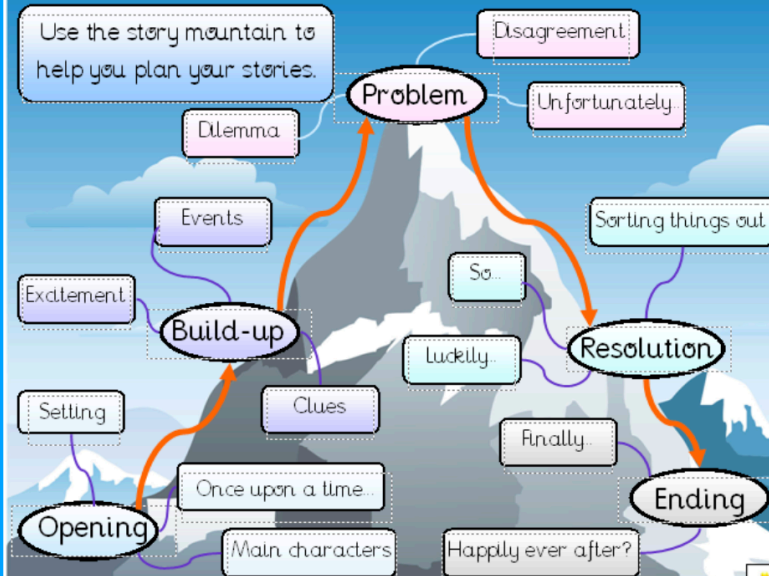 Use the story mountain to
help you plan your stories.
Disagreement
Problem
Unfortunately...
Dilemma
Events
Sorting things out
So...
Excitement
Build-up
Resolution
Luckily...
Setting
Clues
Finally...
Once upon a time...
Ending
Opening
Main characters
Happily ever after?